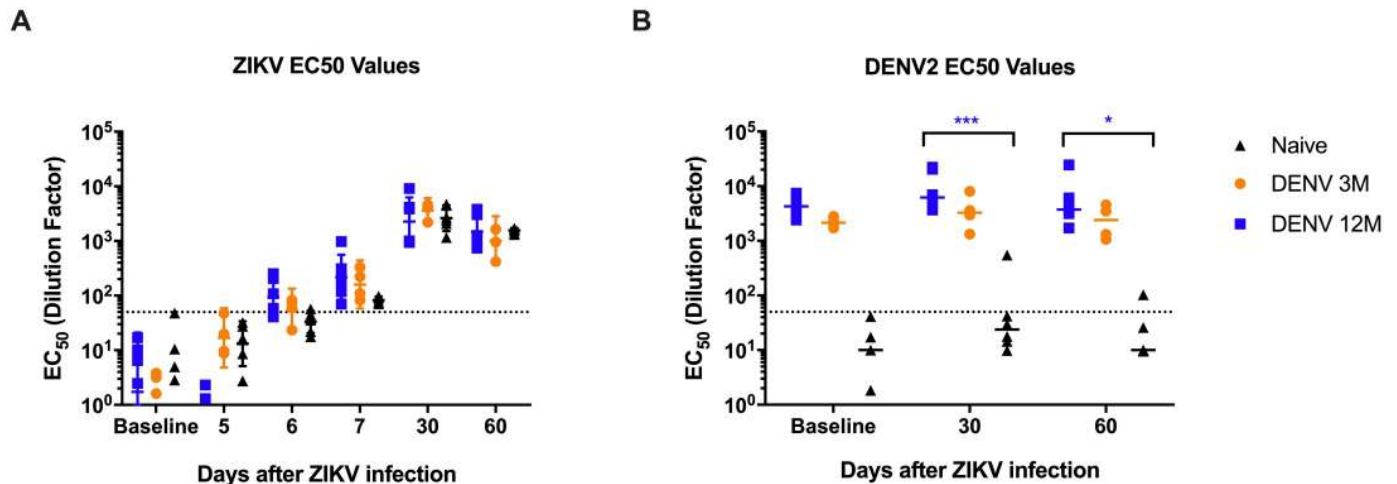 A
ZIKV EC50 Values
EC50 (Dilution Factor)
10^5
10^4
10^3
10^2
10^1
10^0
Baseline 5 6 7 30 60
Days after ZIKV infection
B
DENV2 EC50 Values
EC50 (Dilution Factor)
10^5
10^4
10^3
10^2
10^1
10^0
*** *
Baseline 30 60
Days after ZIKV infection
Naive
DENV 3M
DENV 12M